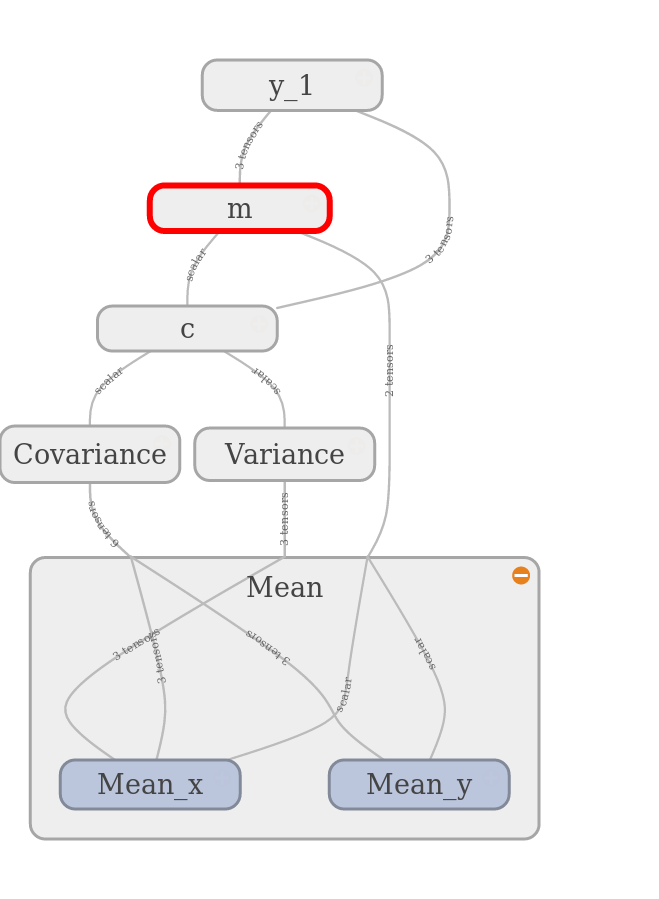 y_1
3 tensors
m
3 tensors
scalar
c
2 tensors
scalar
scalar
Covariance
Variance
6 tensors
3 tensors
Mean
3 tensors
3 tensors
3 tensors
scalar
scalar
Mean_x
Mean_y